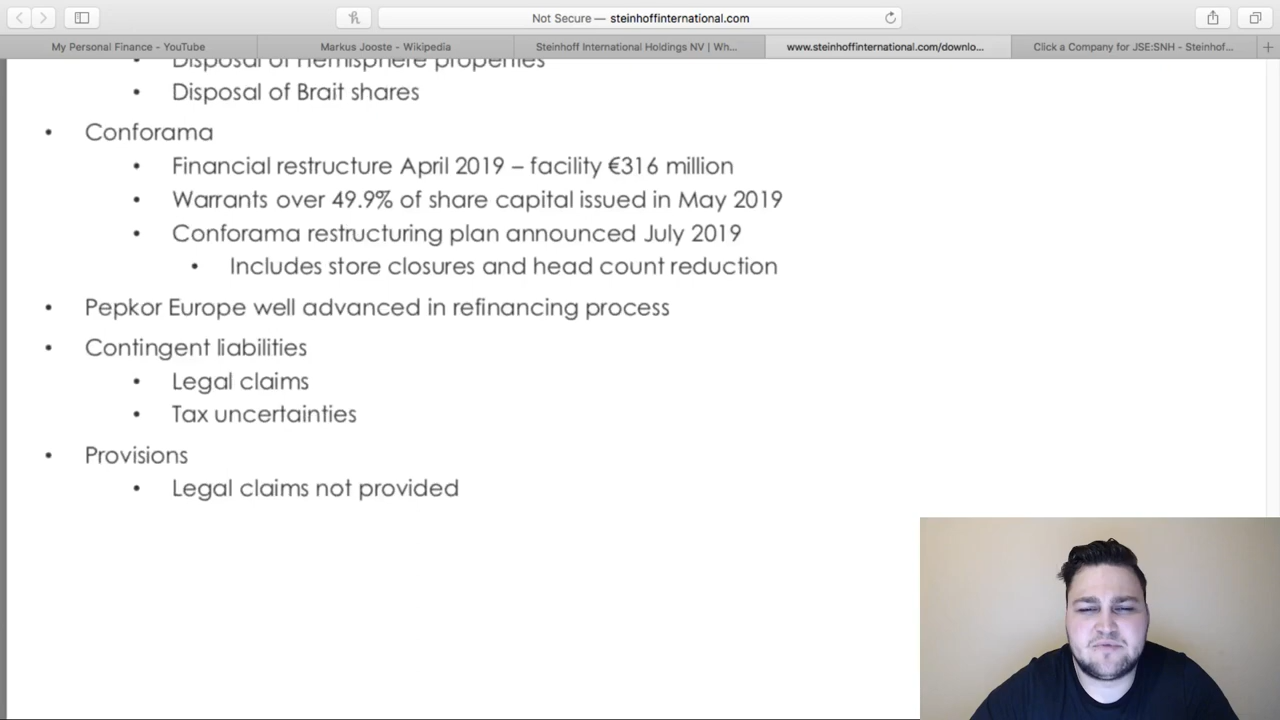 Not Secure — steinhoffinternational.com
My Personal Finance - YouTube
Markus Jooste - Wikipedia
Steinhoff International Holdings NV | Wh...
www.steinhoffinternational.com/downlo...
Click a Company for JSE:SNH - Steinhof...
Disposal of Hemisphere properties
• Disposal of Brait shares
• Conforama
• Financial restructure April 2019 – facility €316 million
• Warrants over 49.9% of share capital issued in May 2019
• Conforama restructuring plan announced July 2019
• Includes store closures and head count reduction
• Pepkor Europe well advanced in refinancing process
• Contingent liabilities
• Legal claims
• Tax uncertainties
• Provisions
• Legal claims not provided